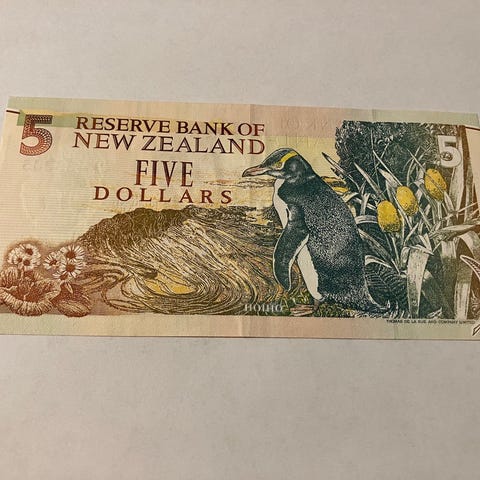 5 RESERVE BANK OF
NEW ZEALAND
FIVE
DOLLARS
5
HOIHO
THOMAS DE LA RUE AND COMPANY LIMITED